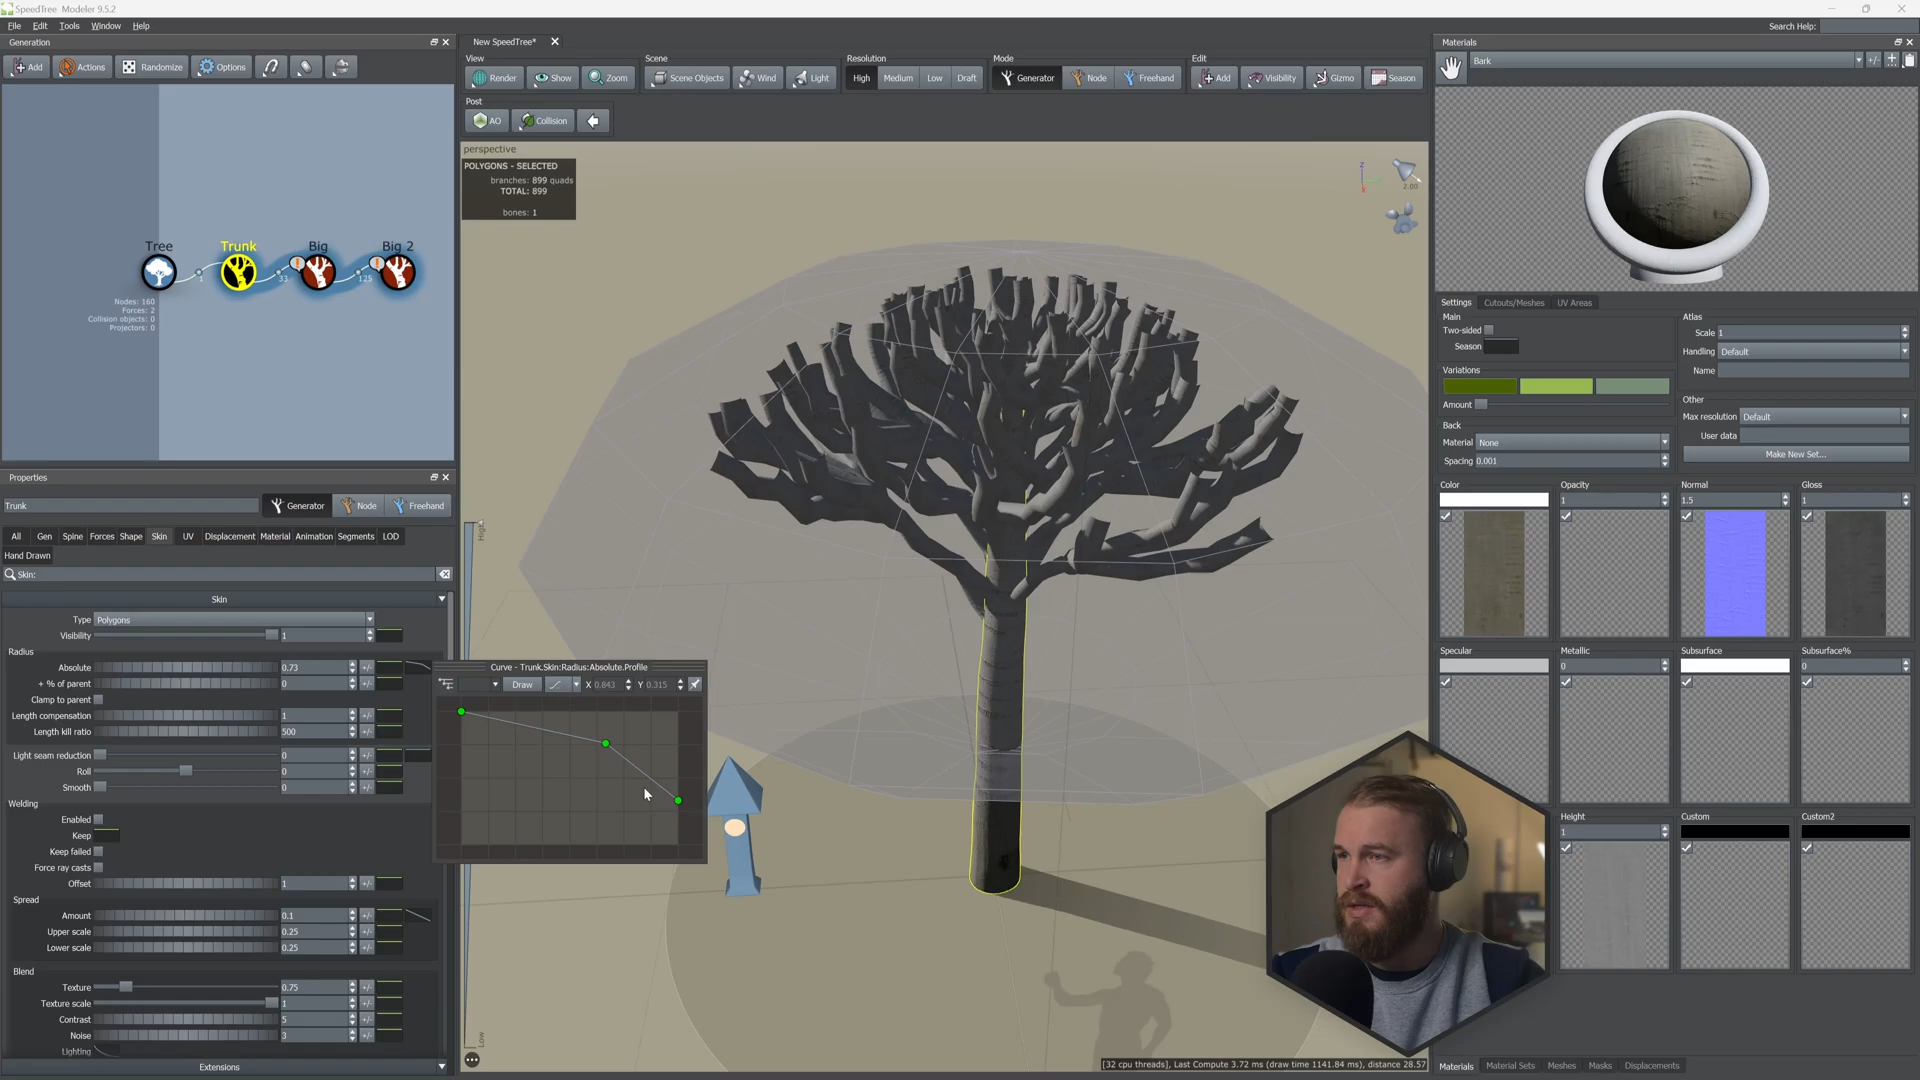 SpeedTree Modeler 9.5.2
File Edit Tools Window Help
Search Help:
Generation
Add Actions Randomize Options
Tree Trunk Big Big 2
1 33 125
Nodes: 160
Forces: 2
Collision objects: 0
Projectors: 0
New SpeedTree*
View Scene Resolution Mode Edit
Render Show Zoom Scene Objects Wind Light High Medium Low Draft Generator Node Freehand Add Visibility Gizmo Season
Post
AO Collision
perspective
POLYGONS - SELECTED
branches: 899 quads
TOTAL: 899
bones: 1
z
x
2.00
High
Low
[32 cpu threads], Last Compute 3.72 ms (draw time 1141.84 ms), distance 28.57
Properties
Trunk Generator Node Freehand
All Gen Spine Forces Shape Skin UV Displacement Material Animation Segments LOD
Hand Drawn
Skin:
Skin
Type Polygons
Visibility 1
Radius
Absolute 0.73 +/-
+ % of parent 0 +/-
Clamp to parent
Length compensation 1 +/-
Length kill ratio 500 +/-
Light seam reduction 0 +/-
Roll 0 +/-
Smooth 0 +/-
Welding
Enabled
Keep
Keep failed
Force ray casts
Offset 1 +/-
Spread
Amount 0.1 +/-
Upper scale 0.25 +/-
Lower scale 0.25 +/-
Blend
Texture 0.75 +/-
Texture scale 1 +/-
Contrast 5 +/-
Noise 3 +/-
Lighting
Extensions
Curve - Trunk.Skin:Radius:Absolute.Profile
Draw X 0.843 Y 0.315
Materials
Bark +/-
Settings Cutouts/Meshes UV Areas
Main
Two-sided
Season
Variations
Amount
Back
Material None
Spacing 0.001
Atlas
Scale 1
Handling Default
Name
Other
Max resolution Default
User data
Make New Set...
Color Opacity Normal Gloss
1 1.5 1
Specular Metallic Subsurface Subsurface%
0 0
Height Custom Custom2
1
Materials Material Sets Meshes Masks Displacements